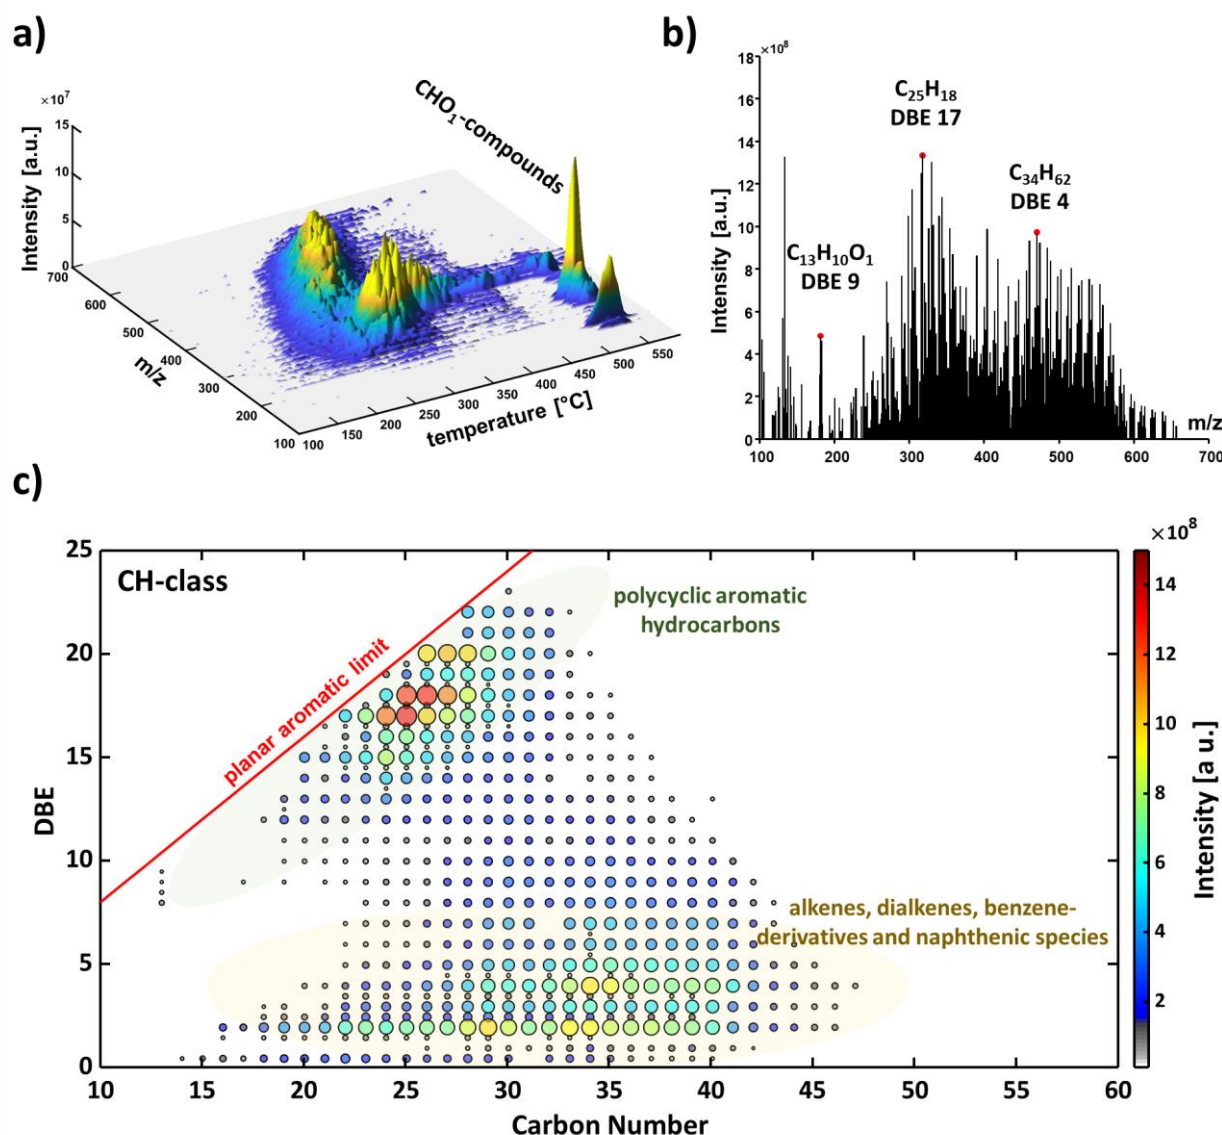 a)
×10⁷
15
10
5
0
Intensity [a.u.]
CHO₁-compounds
700
600
500
400
300
200
100
m/z
100
150
200
250
300
350
400
450
500
550
temperature [°C]
b)
×10⁸
18
16
14
12
10
8
6
4
2
0
Intensity [a.u.]
C₂₅H₁₈
DBE 17
C₃₄H₆₂
DBE 4
C₁₃H₁₀O₁
DBE 9
m/z
100
300
400
500
600
700
c)
CH-class
25
20
15
10
5
0
DBE
planar aromatic limit
polycyclic aromatic
hydrocarbons
alkenes, dialkenes, benzene-
derivatives and naphthenic species
10
15
20
25
30
35
40
45
50
55
60
Carbon Number
×10⁸
14
12
10
8
6
4
2
Intensity [a u.]